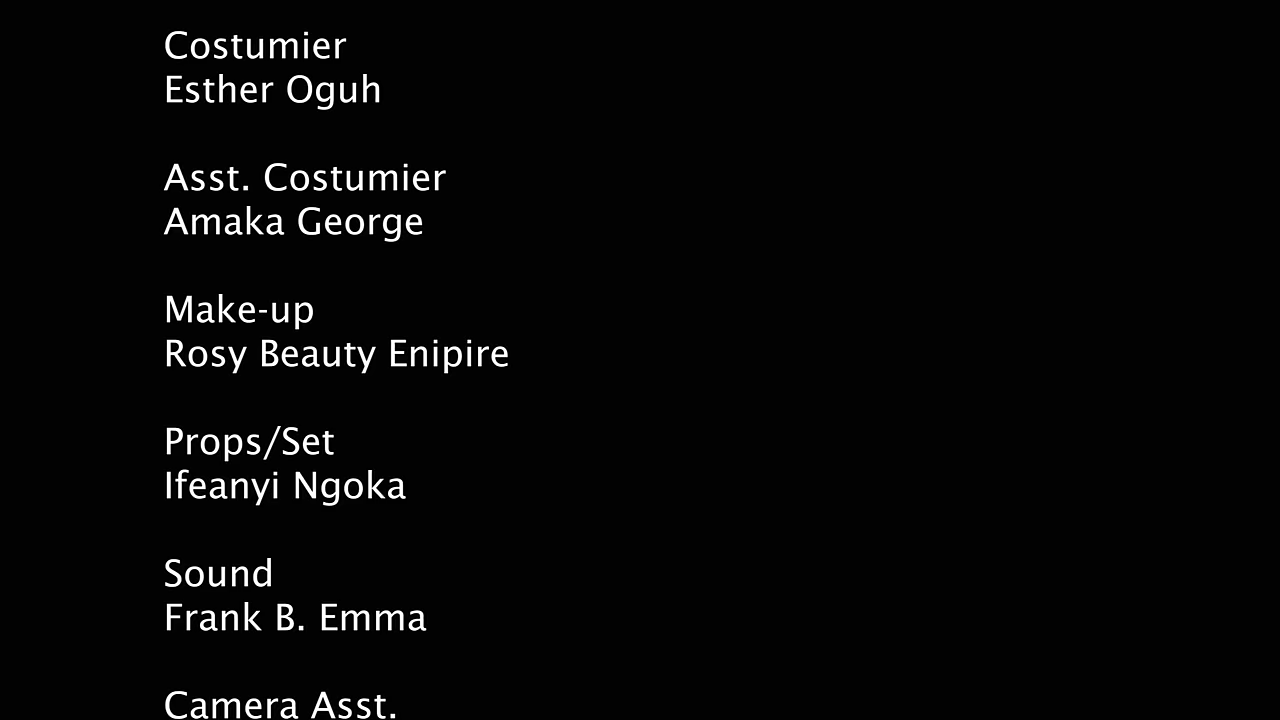 Costumier
Esther Oguh
Asst. Costumier
Amaka George
Make-up
Rosy Beauty Enipire
Props/Set
Ifeanyi Ngoka
Sound
Frank B. Emma
Camera Asst.